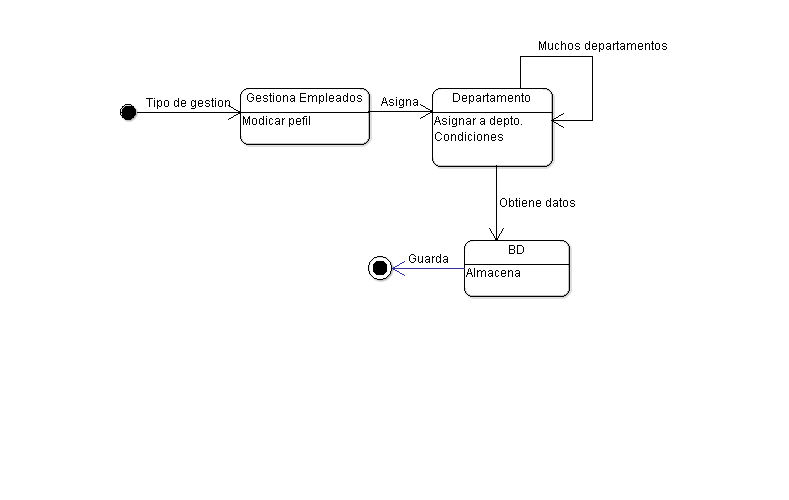 Muchos departamentos
Tipo de gestion
Gestiona Empleados
Modicar pefil
Asigna
Departamento
Asignar a depto.
Condiciones
Obtiene datos
BD
Almacena
Guarda